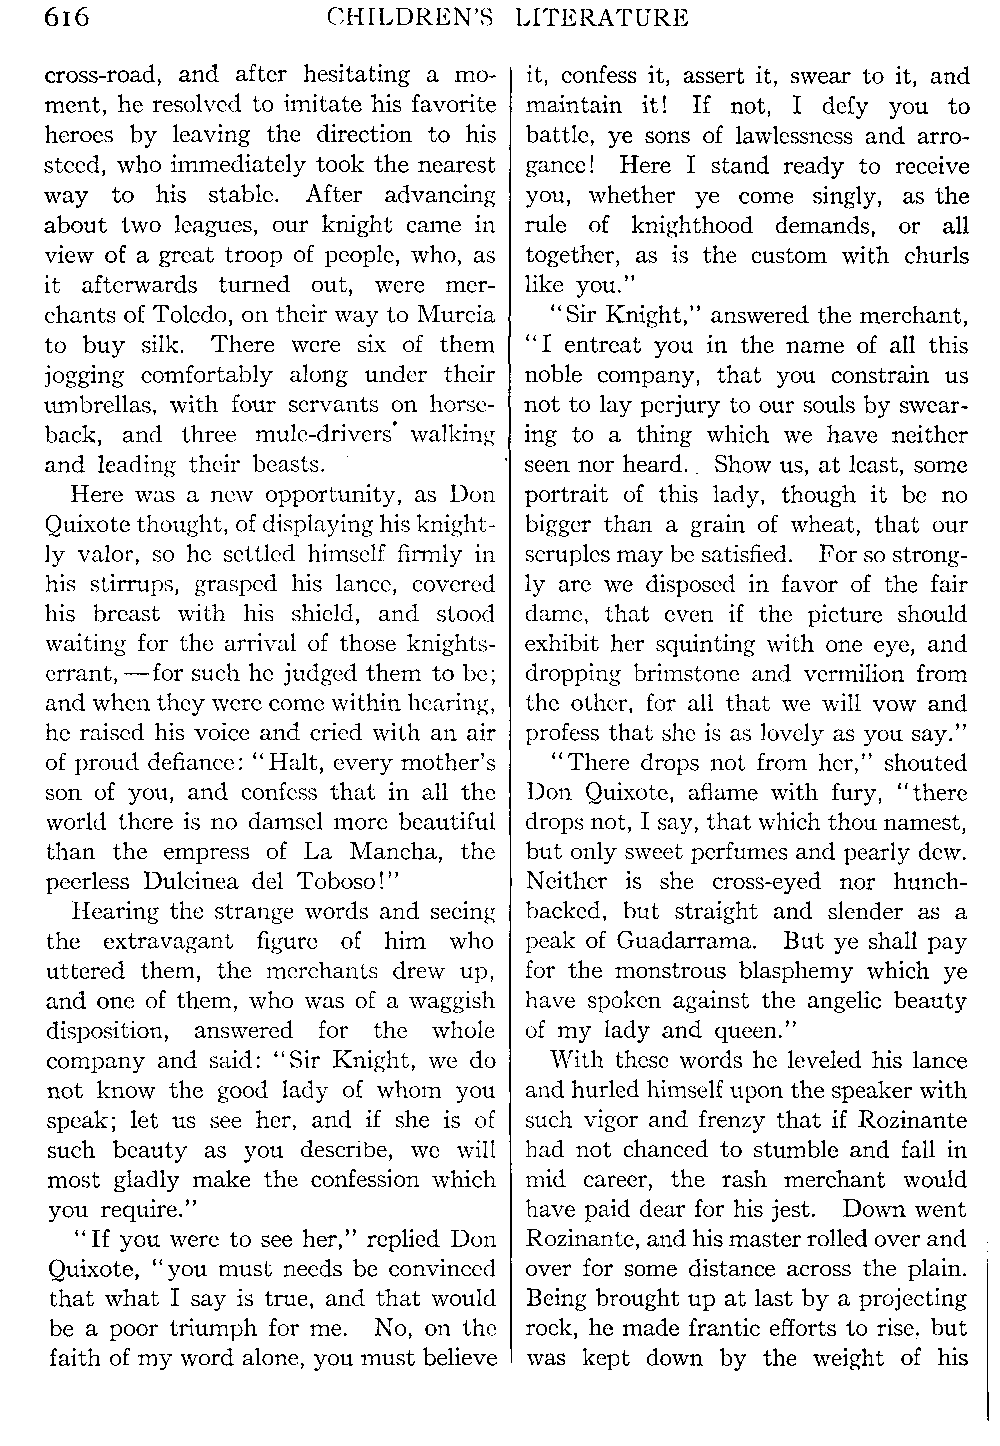 616 CHILDREN'S LITERATURE
cross-road, and after hesitating a mo-
ment, he resolved to imitate his favorite
heroes by leaving the direction to his
steed, who immediately took the nearest
way to his stable. After advancing
about two leagues, our knight came in
view of a great troop of people, who, as
it afterwards turned out, were mer-
chants of Toledo, on their way to Murcia
to buy silk. There were six of them
jogging comfortably along under their
umbrellas, with four servants on horse-
back, and three mule-drivers walking
and leading their beasts.
Here was a new opportunity, as Don
Quixote thought, of displaying his knight-
ly valor, so he settled himself firmly in
his stirrups, grasped his lance, covered
his breast with his shield, and stood
waiting for the arrival of those knights-
errant,—for such he judged them to be;
and when they were come within hearing,
he raised his voice and cried with an air
of proud defiance: "Halt, every mother's
son of you, and confess that in all the
world there is no damsel more beautiful
than the empress of La Mancha, the
peerless Dulcinea del Toboso!"
Hearing the strange words and seeing
the extravagant figure of him who
uttered them, the merchants drew up,
and one of them, who was of a waggish
disposition, answered for the whole
company and said: "Sir Knight, we do
not know the good lady of whom you
speak; let us see her, and if she is of
such beauty as you describe, we will
most gladly make the confession which
you require."
"If you were to see her," replied Don
Quixote, "you must needs be convinced
that what I say is true, and that would
be a poor triumph for me. No, on the
faith of my word alone, you must believe
it, confess it, assert it, swear to it, and
maintain it! If not, I defy you to
battle, ye sons of lawlessness and arro-
gance! Here I stand ready to receive
you, whether ye come singly, as the
rule of knighthood demands, or all
together, as is the custom with churls
like you."
"Sir Knight," answered the merchant,
"I entreat you in the name of all this
noble company, that you constrain us
not to lay perjury to our souls by swear-
ing to a thing which we have neither
seen nor heard. Show us, at least, some
portrait of this lady, though it be no
bigger than a grain of wheat, that our
scruples may be satisfied. For so strong-
ly are we disposed in favor of the fair
dame, that even if the picture should
exhibit her squinting with one eye, and
dropping brimstone and vermilion from
the other, for all that we will vow and
profess that she is as lovely as you say."
"There drops not from her," shouted
Don Quixote, aflame with fury, "there
drops not, I say, that which thou namest,
but only sweet perfumes and pearly dew.
Neither is she cross-eyed nor hunch-
backed, but straight and slender as a
peak of Guadarrama. But ye shall pay
for the monstrous blasphemy which ye
have spoken against the angelic beauty
of my lady and queen."
With these words he leveled his lance
and hurled himself upon the speaker with
such vigor and frenzy that if Rozinante
had not chanced to stumble and fall in
mid career, the rash merchant would
have paid dear for his jest. Down went
Rozinante, and his master rolled over and
over for some distance across the plain.
Being brought up at last by a projecting
rock, he made frantic efforts to rise, but
was kept down by the weight of his